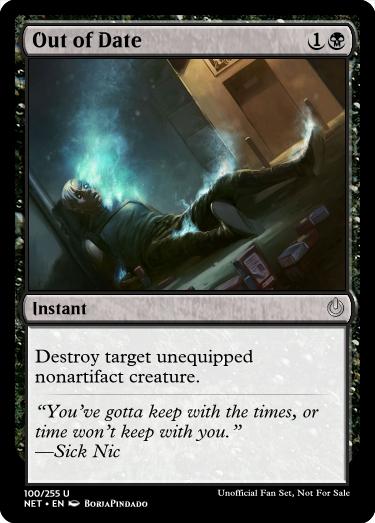 Out of Date 1
Instant
Destroy target unequipped
nonartifact creature.
“You’ve gotta keep with the times, or
time won’t keep with you.”
—Sick Nic
100/255 U
NET • EN BORJAPINDADO
Unofficial Fan Set, Not For Sale